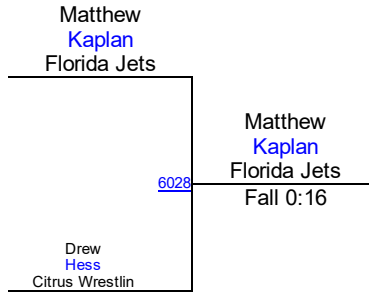 Matthew
Kaplan
Florida Jets
Matthew
Kaplan
Florida Jets
6028
Fall 0:16
Drew
Hess
Citrus Wrestlin